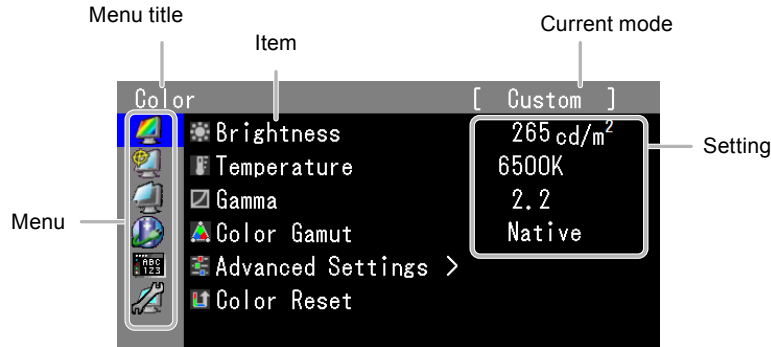 Menu title
Current mode
Item
Color [ Custom ]
Brightness 265 cd/m²
Temperature 6500K
Gamma 2.2
Color Gamut Native
Advanced Settings >
Color Reset
Setting
Menu
ABC
123